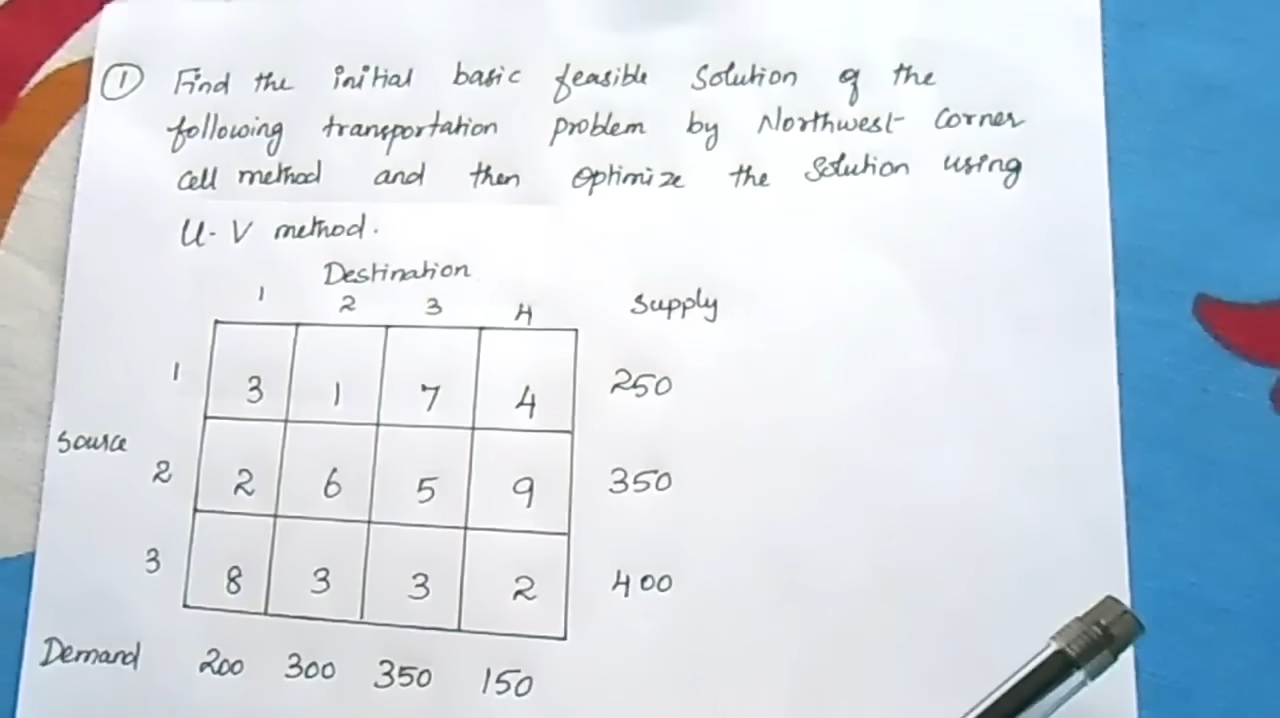 ① Find the initial basic feasible Solution of the
following transportation problem by Northwest Corner
Cell method and then Optimize the Solution using
U-V method.
Destination
1 2 3 4 Supply
1 3 1 7 4 250
Source
2 2 6 5 9 350
3 8 3 3 2 400
Demand 200 300 350 150